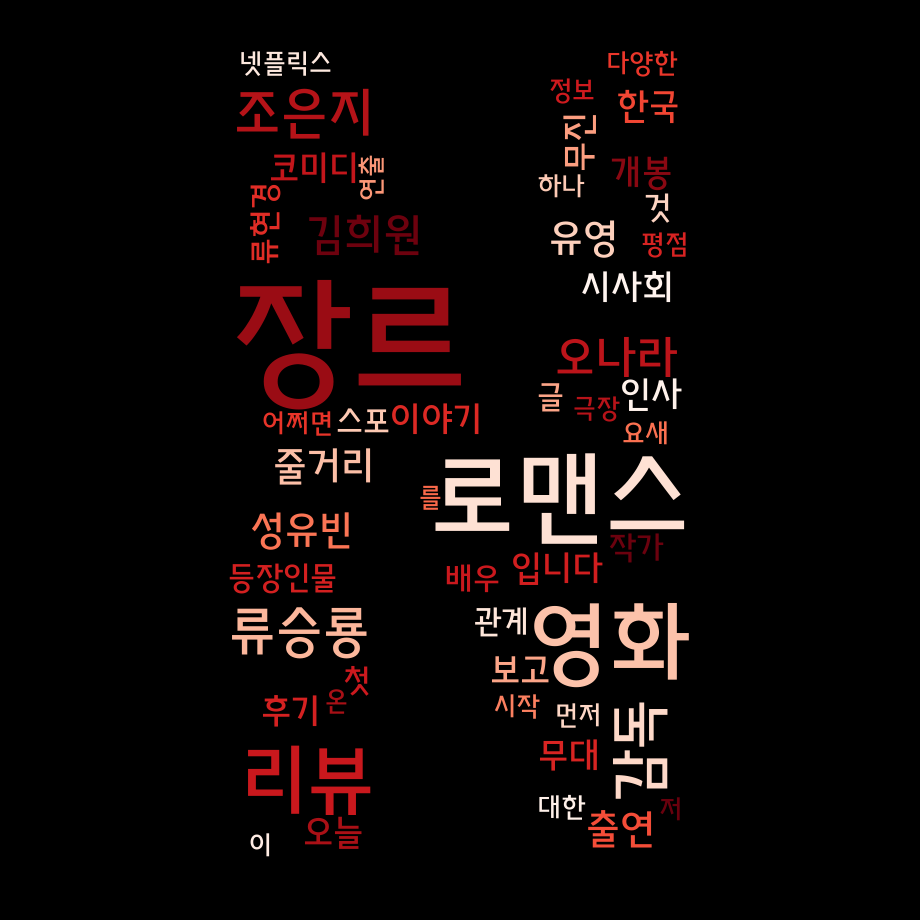 넷플릭스
다양한
정보
조은지
한국
무진
코미디
연출
개봉
하나
류현경
것
김희원
유영
평점
시사회
장르
오나라
인사
글
극장
어쩌면
스포
이야기
요새
줄거리
로맨스
를
성유빈
작가
배우
입니다
등장인물
류승룡
관계
영화
보고
첫
온
후기
시작
먼저
감독
무대
리뷰
대한
저
오늘
출연
이